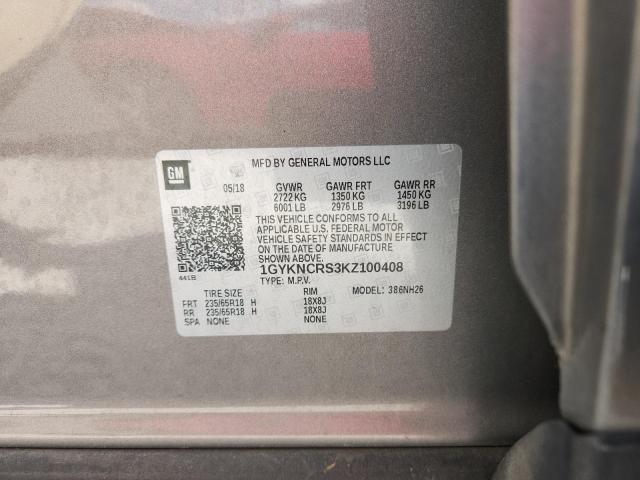 GM
MFD BY GENERAL MOTORS LLC
05/18 GVWR GAWR FRT GAWR RR
2722 KG 1350 KG 1450 KG
6001 LB 2976 LB 3196 LB
THIS VEHICLE CONFORMS TO ALL
APPLICABLE U.S. FEDERAL MOTOR
VEHICLE SAFETY STANDARDS IN EFFECT
ON THE DATE OF MANUFACTURE
SHOWN ABOVE.
1GYKNCRS3KZ100408
441B
TYPE: M.P.V.
TIRE SIZE RIM MODEL: 386NH26
FRT 235/65R18 H 18X8J
RR 235/65R18 H 18X8J
SPA NONE NONE